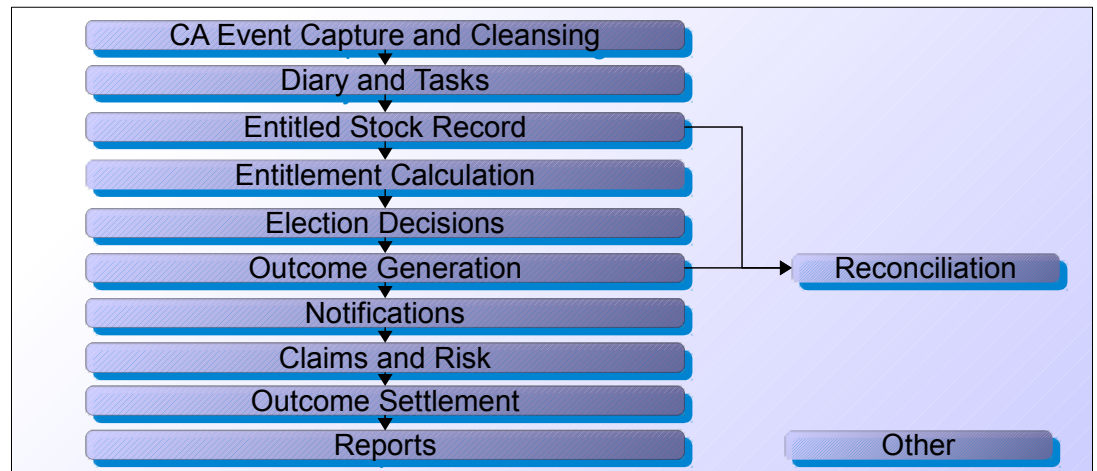 CA Event Capture and Cleansing
Diary and Tasks
Entitled Stock Record
Entitlement Calculation
Election Decisions
Outcome Generation
Reconciliation
Notifications
Claims and Risk
Outcome Settlement
Reports
Other